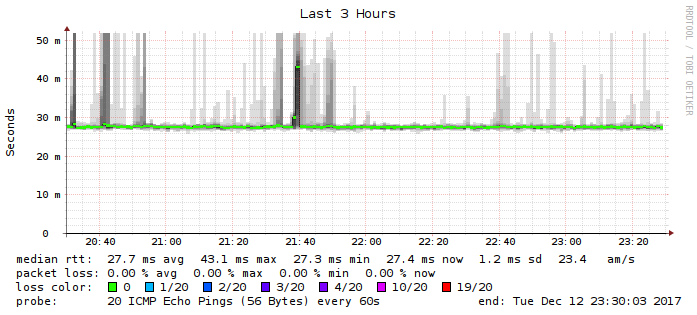 Last 3 Hours
RRDTOOL / TOBI OETIKER
Seconds
50 m
40 m
30 m
20 m
10 m
0
20:40 21:00 21:20 21:40 22:00 22:20 22:40 23:00 23:20
median rtt: 27.7 ms avg 43.1 ms max 27.3 ms min 27.4 ms now 1.2 ms sd 23.4 am/s
packet loss: 0.00 % avg 0.00 % max 0.00 % min 0.00 % now
loss color: 0 1/20 2/20 3/20 4/20 10/20 19/20
probe: 20 ICMP Echo Pings (56 Bytes) every 60s end: Tue Dec 12 23:30:03 2017